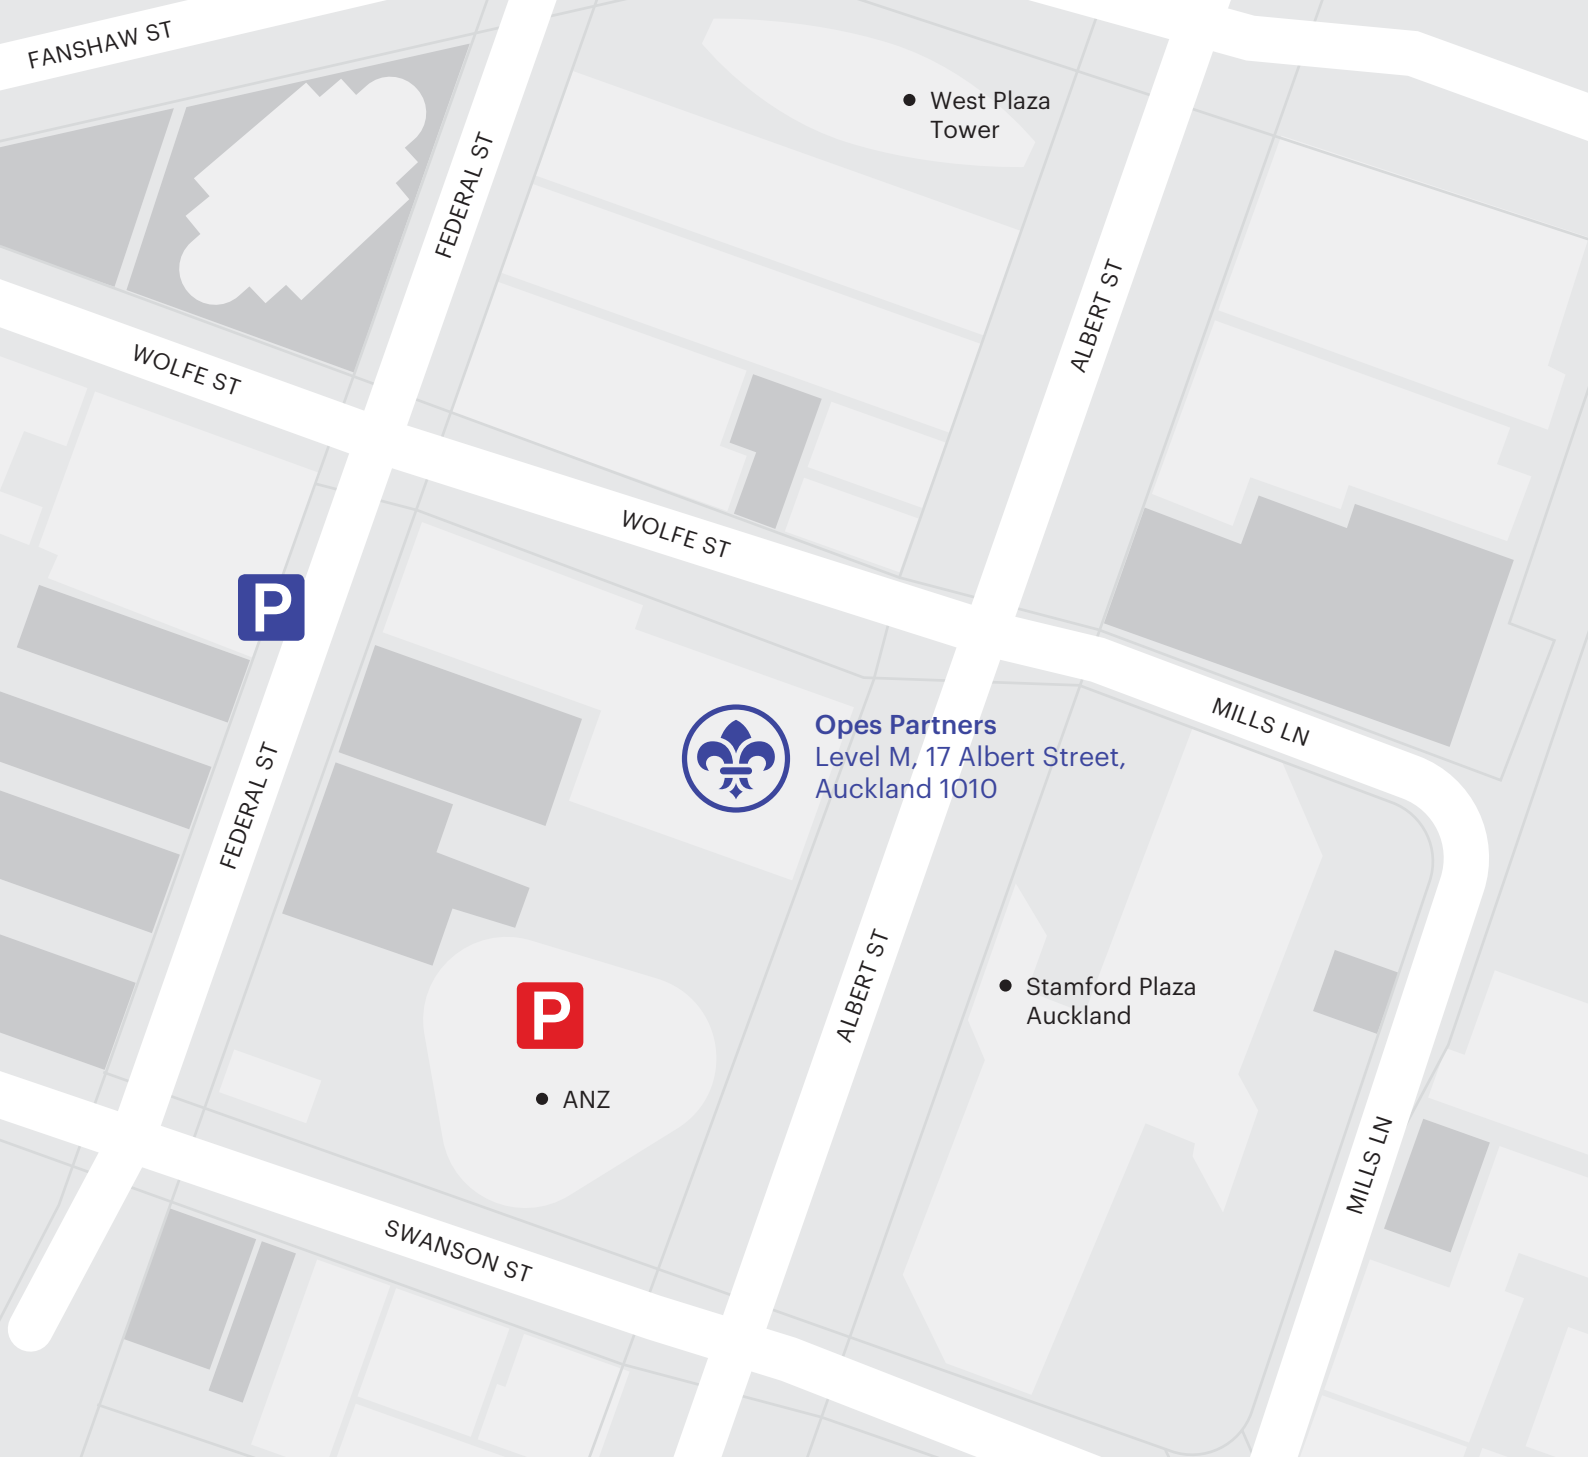 FANSHAW ST
West Plaza
Tower
FEDERAL ST
ALBERT ST
WOLFE ST
WOLFE ST
P
MILLS LN
Opes Partners
Level M, 17 Albert Street,
Auckland 1010
FEDERAL ST
ALBERT ST
Stamford Plaza
Auckland
P
ANZ
MILLS LN
SWANSON ST